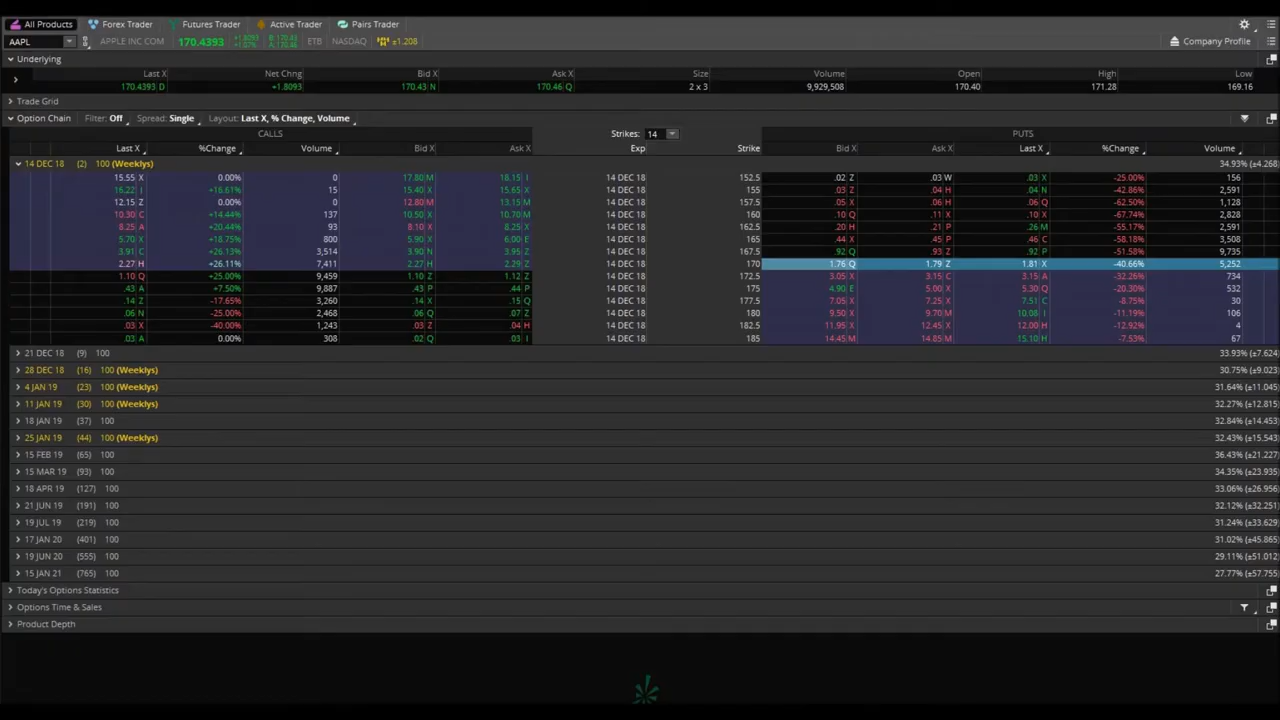 All Products Forex Trader Futures Trader Active Trader Pairs Trader
AAPL APPLE INC COM 170.4393 +1.8093 +1.07% B: 170.43 A: 170.46 ETB NASDAQ ±1.208 Company Profile
Underlying
Last X Net Chng Bid X Ask X Size Volume Open High Low
170.4393 D +1.8093 170.43 N 170.46 Q 2 x 3 9,929,508 170.40 171.28 169.16
Trade Grid
Option Chain Filter: Off Spread: Single Layout: Last X, % Change, Volume
CALLS Strikes: 14 PUTS
Last X %Change Volume Bid X Ask X Exp Strike Bid X Ask X Last X %Change Volume
14 DEC 18 (2) 100 (Weeklys) 34.93% (±4.268
15.55 X 0.00% 0 17.80 M 18.15 I 14 DEC 18 152.5 .02 Z .03 W .03 X -25.00% 156
16.22 J +16.61% 15 15.40 X 15.65 X 14 DEC 18 155 .03 Z .04 H .04 N -42.86% 2,591
12.15 Z 0.00% 0 12.80 M 13.15 M 14 DEC 18 157.5 .05 X .06 H .06 Q -62.50% 1,128
10.30 C +14.44% 137 10.50 X 10.70 M 14 DEC 18 160 .10 Q .11 X .10 X -67.74% 2,828
8.25 A +20.44% 93 8.10 X 8.25 X 14 DEC 18 162.5 .20 H .21 P .26 M -55.17% 2,591
5.70 X +18.75% 800 5.90 X 6.00 E 14 DEC 18 165 .44 X .45 P .46 C -58.18% 3,508
3.91 C +26.13% 3,514 3.90 N 3.95 Z 14 DEC 18 167.5 .92 Q .93 Z .92 P -51.58% 9,735
2.27 H +26.11% 7,411 2.27 H 2.29 Z 14 DEC 18 170 1.76 Q 1.79 Z 1.81 X -40.66% 5,252
1.10 Q +25.00% 9,459 1.10 Z 1.12 Z 14 DEC 18 172.5 3.05 X 3.15 C 3.15 A -32.26% 734
.43 A +7.50% 9,887 .43 P .44 P 14 DEC 18 175 4.90 E 5.00 X 5.30 Q -20.30% 532
.14 Z -17.65% 3,260 .14 X .15 Q 14 DEC 18 177.5 7.05 X 7.25 X 7.51 C -8.75% 30
.06 N -25.00% 2,468 .06 Q .07 Z 14 DEC 18 180 9.50 X 9.70 M 10.08 I -11.19% 106
.03 X -40.00% 1,243 .03 Z .04 H 14 DEC 18 182.5 11.95 X 12.45 X 12.00 H -12.92% 4
.03 A 0.00% 308 .02 Q .03 I 14 DEC 18 185 14.45 M 14.85 M 15.10 H -7.53% 67
21 DEC 18 (9) 100 33.93% (±7.624)
28 DEC 18 (16) 100 (Weeklys) 30.75% (±9.023)
4 JAN 19 (23) 100 (Weeklys) 31.64% (±11.045)
11 JAN 19 (30) 100 (Weeklys) 32.27% (±12.815)
18 JAN 19 (37) 100 32.84% (±14.453)
25 JAN 19 (44) 100 (Weeklys) 32.43% (±15.543)
15 FEB 19 (65) 100 36.43% (±21.227)
15 MAR 19 (93) 100 34.35% (±23.935)
18 APR 19 (127) 100 33.06% (±26.956)
21 JUN 19 (191) 100 32.12% (±32.251)
19 JUL 19 (219) 100 31.24% (±33.629)
17 JAN 20 (401) 100 31.02% (±45.865)
19 JUN 20 (555) 100 29.11% (±51.012)
15 JAN 21 (765) 100 27.77% (±57.755)
Today's Options Statistics
Options Time & Sales
Product Depth